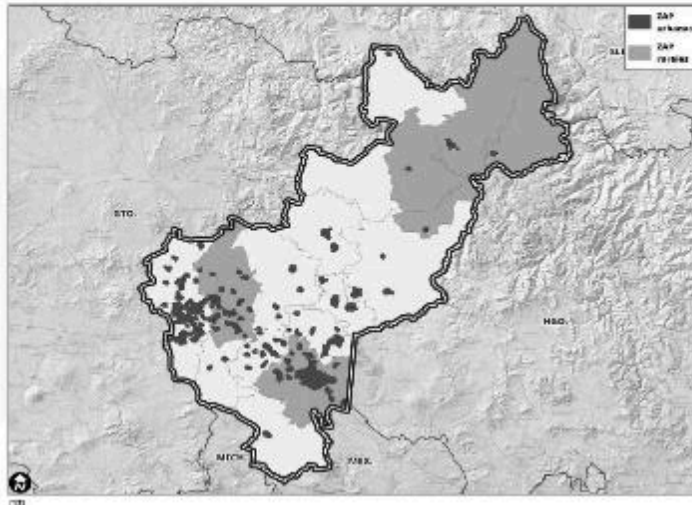 ZAP
urbanas
ZAP
rurales
GTO.
HGO.
MICH.
MEX.